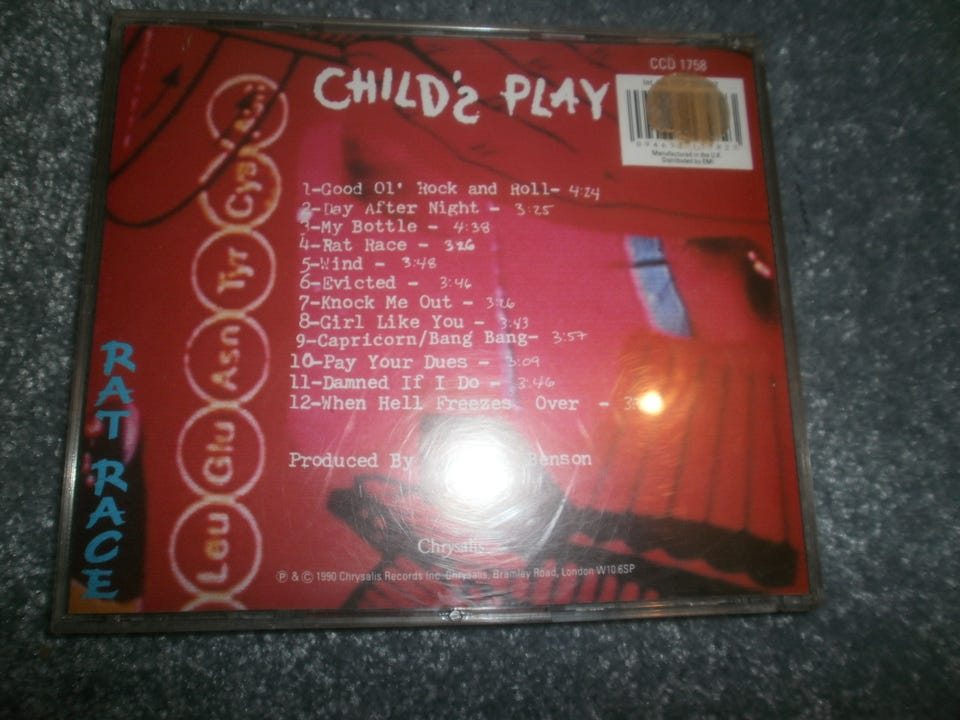 CHILD'S PLAY
CCD 1758
Manufactured in the U.K.
Distributed by EMI
1-Good Ol' Rock and Roll- 4:24
2-Day After Night - 3:25
3-My Bottle - 4:38
4-Rat Race - 3:26
5-Wind - 3:48
6-Evicted - 3:46
7-Knock Me Out - 3:26
8-Girl Like You - 3:43
9-Capricorn/Bang Bang- 3:57
10-Pay Your Dues - 3:09
11-Damned If I Do - 3:46
12-When Hell Freezes Over -
Produced By Benson
Chrysalis
℗ & © 1990 Chrysalis Records Inc. Chrysalis, Bramley Road, London W10 6SP
RAT RACE
Leu Glu Asn Tyr Cys